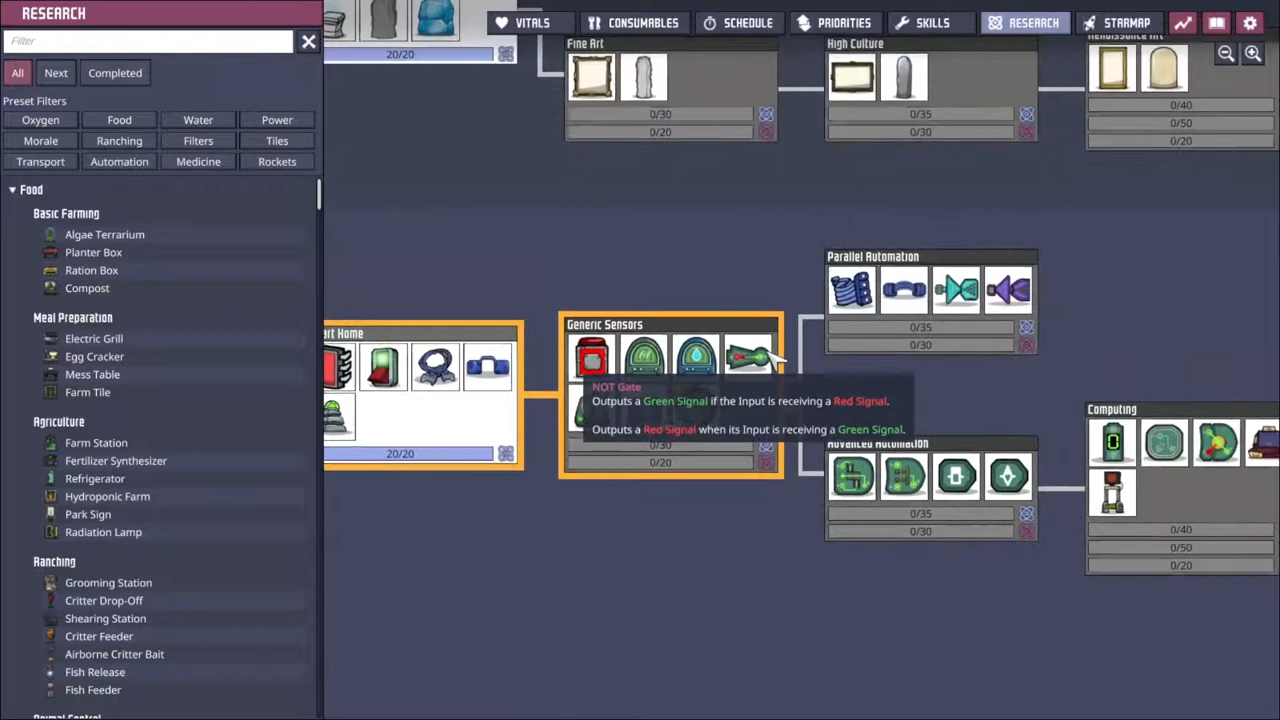 RESEARCH
Filter
All
Next
Completed
Preset Filters
Oxygen
Food
Water
Power
Morale
Ranching
Filters
Tiles
Transport
Automation
Medicine
Rockets
Food
Basic Farming
Algae Terrarium
Planter Box
Ration Box
Compost
Meal Preparation
Electric Grill
Egg Cracker
Mess Table
Farm Tile
Agriculture
Farm Station
Fertilizer Synthesizer
Refrigerator
Hydroponic Farm
Park Sign
Radiation Lamp
Ranching
Grooming Station
Critter Drop-Off
Shearing Station
Critter Feeder
Airborne Critter Bait
Fish Release
Fish Feeder
VITALS
CONSUMABLES
SCHEDULE
PRIORITIES
SKILLS
RESEARCH
STARMAP
20/20
Fine Art
0/30
0/20
High Culture
0/35
0/30
Renaissance Art
0/40
0/50
0/20
art Home
20/20
Generic Sensors
NOT Gate
Outputs a Green Signal if the Input is receiving a Red Signal.
Outputs a Red Signal when its Input is receiving a Green Signal.
0/30
0/20
Parallel Automation
0/35
0/30
Advanced Automation
0/35
0/30
Computing
0
0/40
0/50
0/20